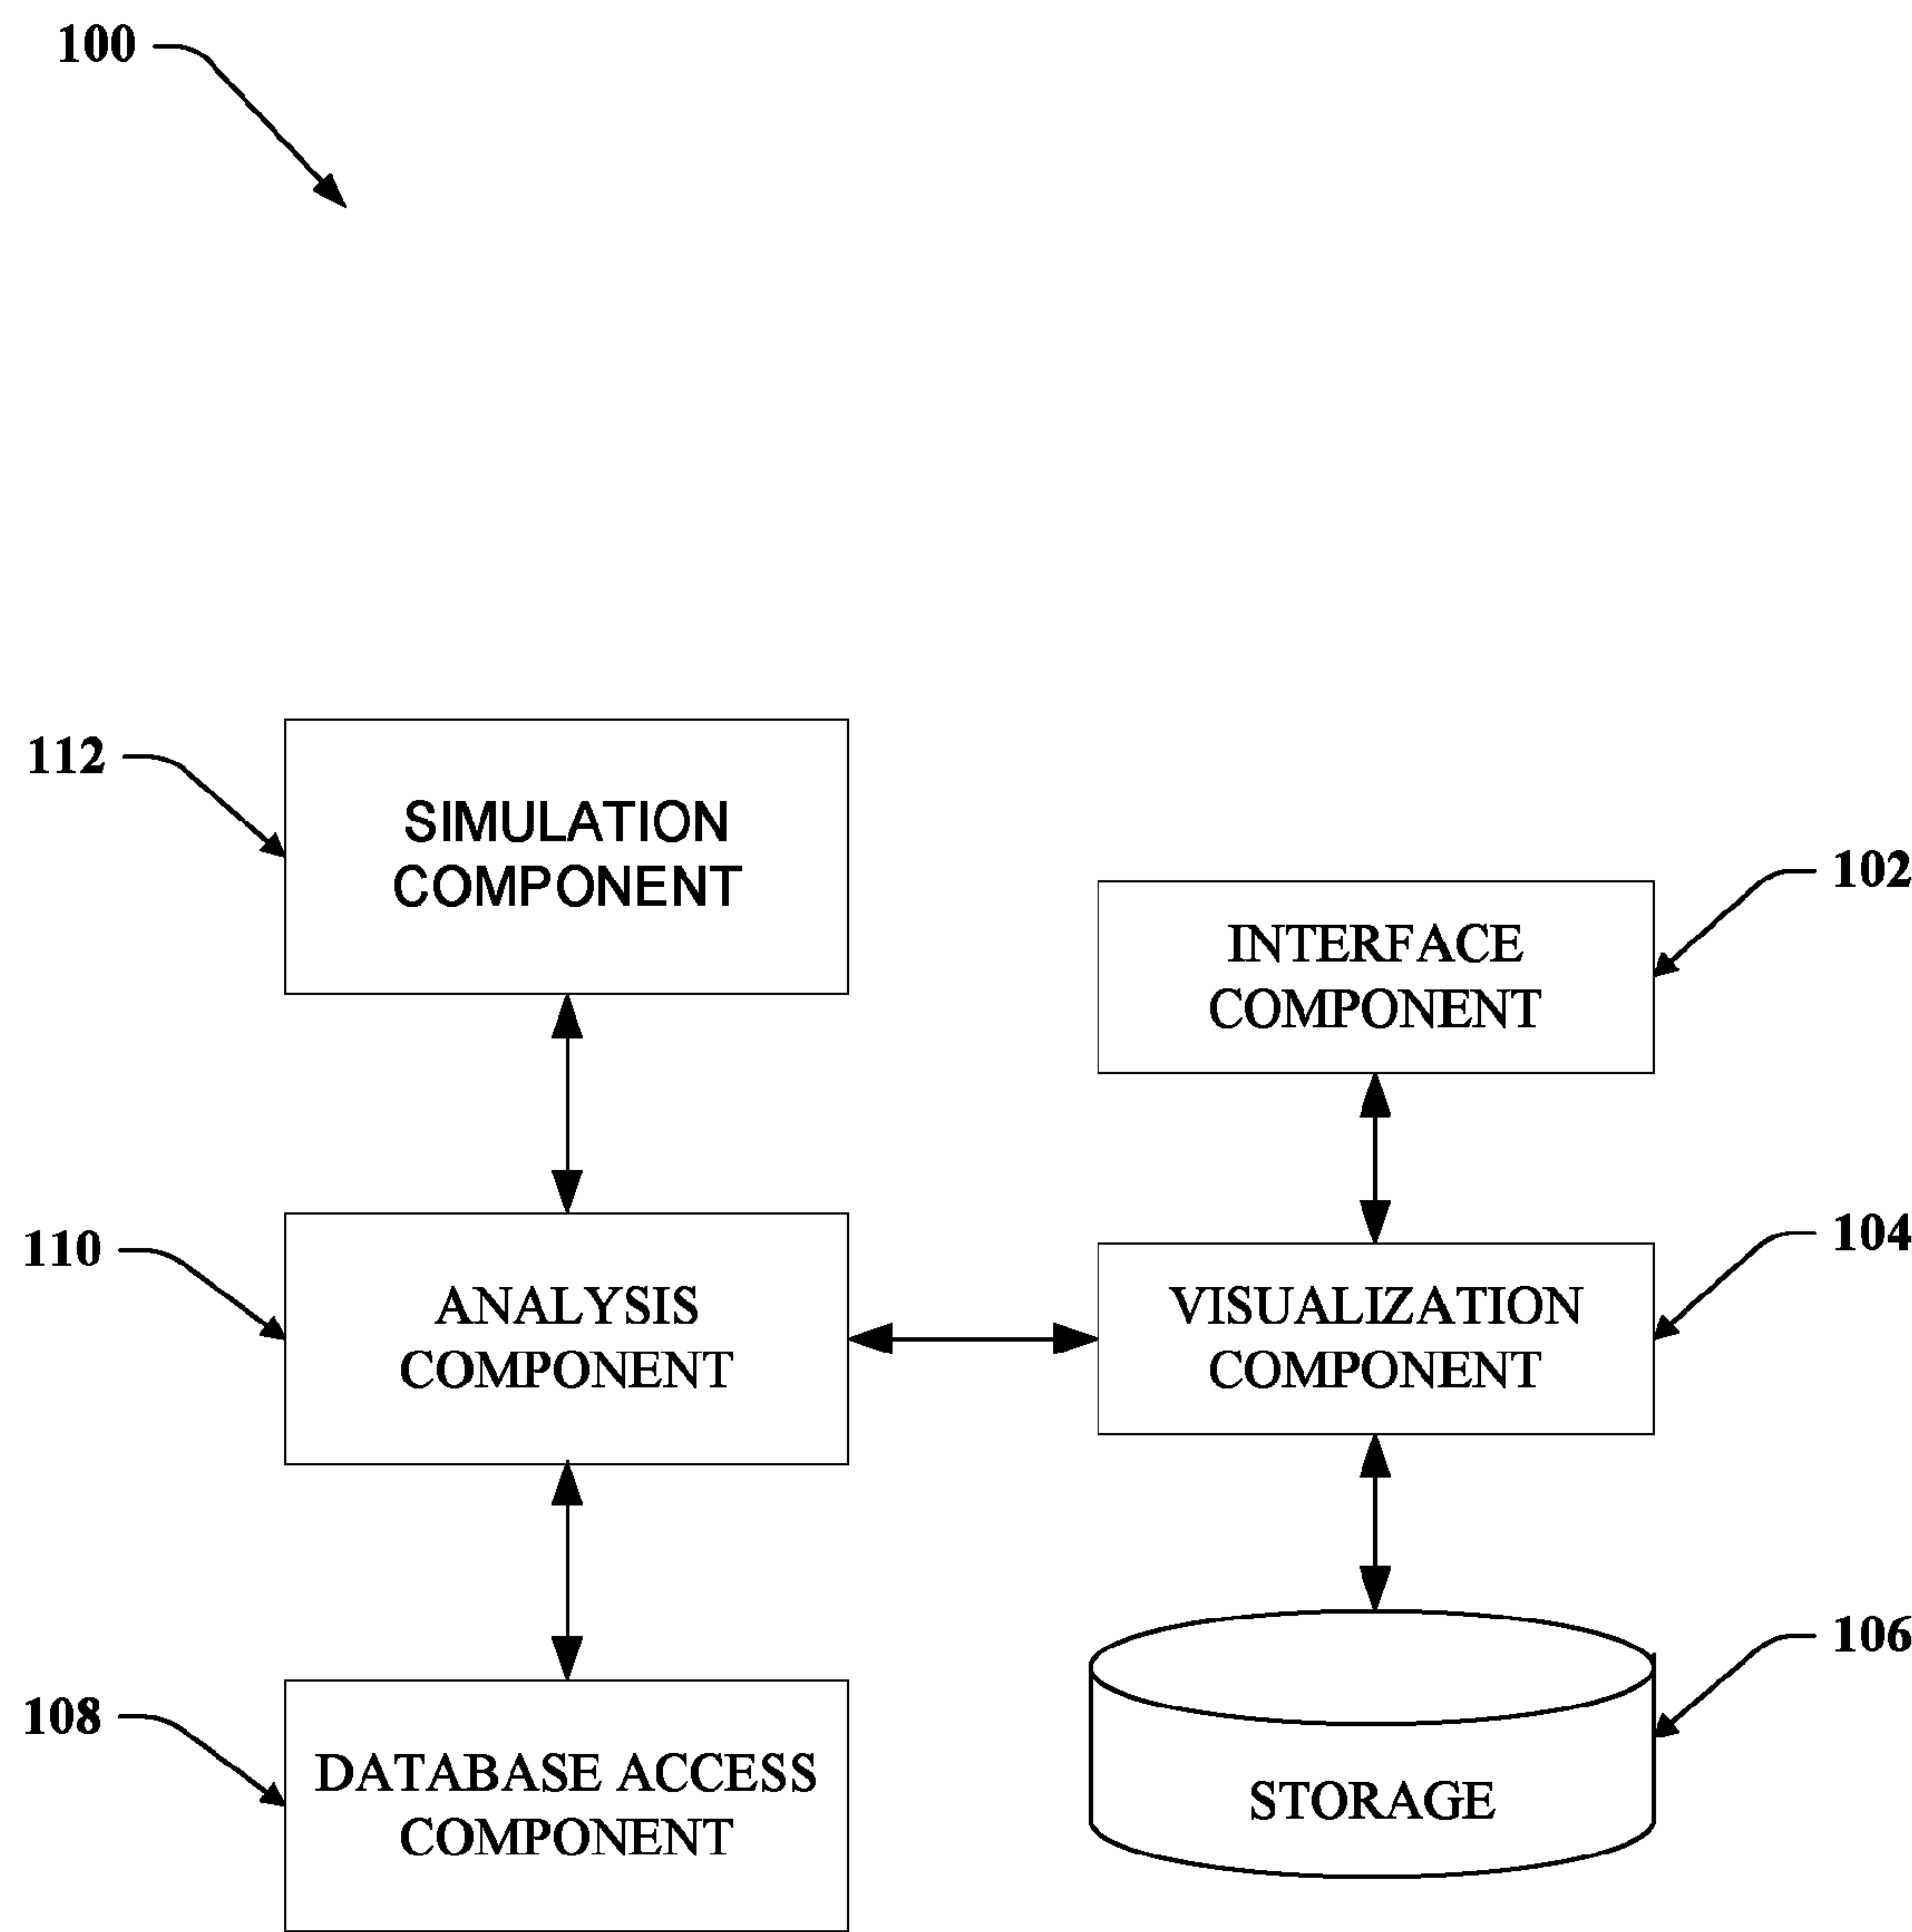 100
112
SIMULATION
COMPONENT
102
INTERFACE
COMPONENT
110
ANALYSIS
COMPONENT
104
VISUALIZATION
COMPONENT
108
DATABASE ACCESS
COMPONENT
106
STORAGE